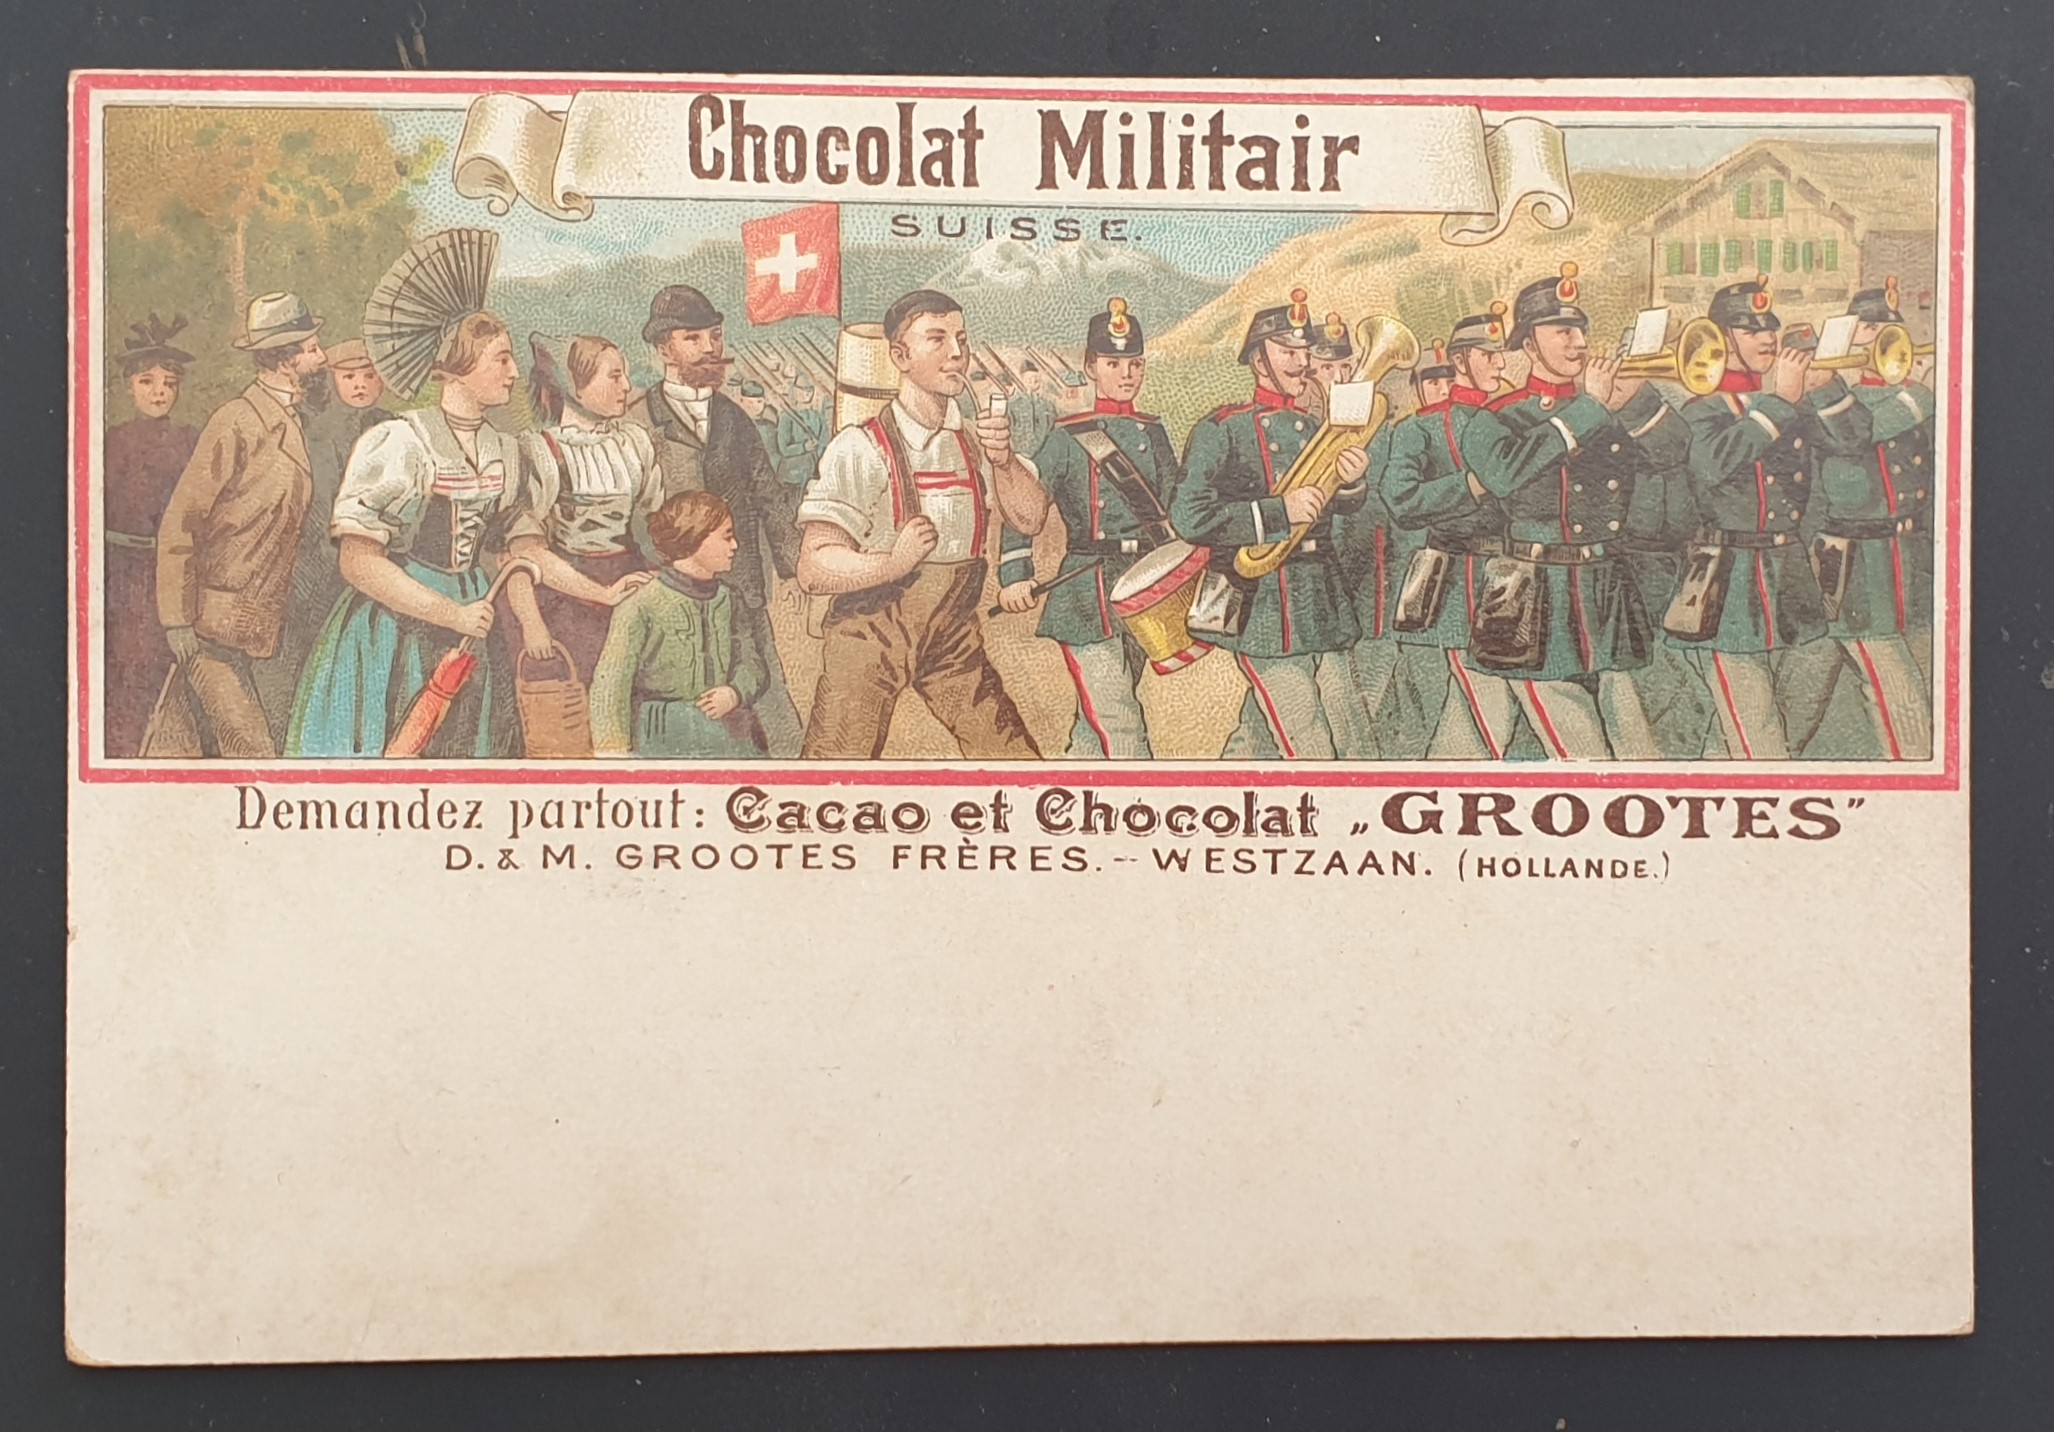 Chocolat Militair
SUISSE.
Demandez partout: Cacao et Chocolat „GROOTES”
D. & M. GROOTES FRÈRES.-- WESTZAAN. (HOLLANDE.)